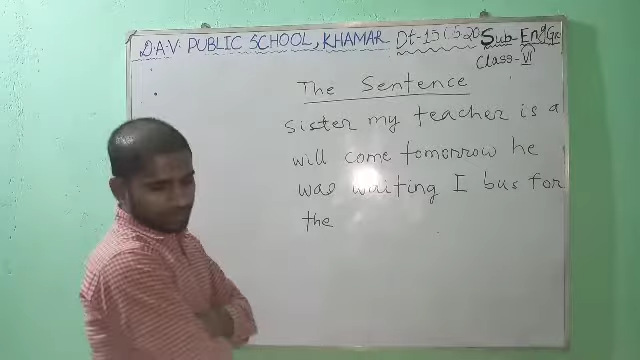 D.A.V. PUBLIC SCHOOL, KHAMAR Dt-15.5.20 Sub-Eng Gr
Class-VI
The Sentence
sister my teacher is a
will come tomorrow he
was waiting I bus for
the